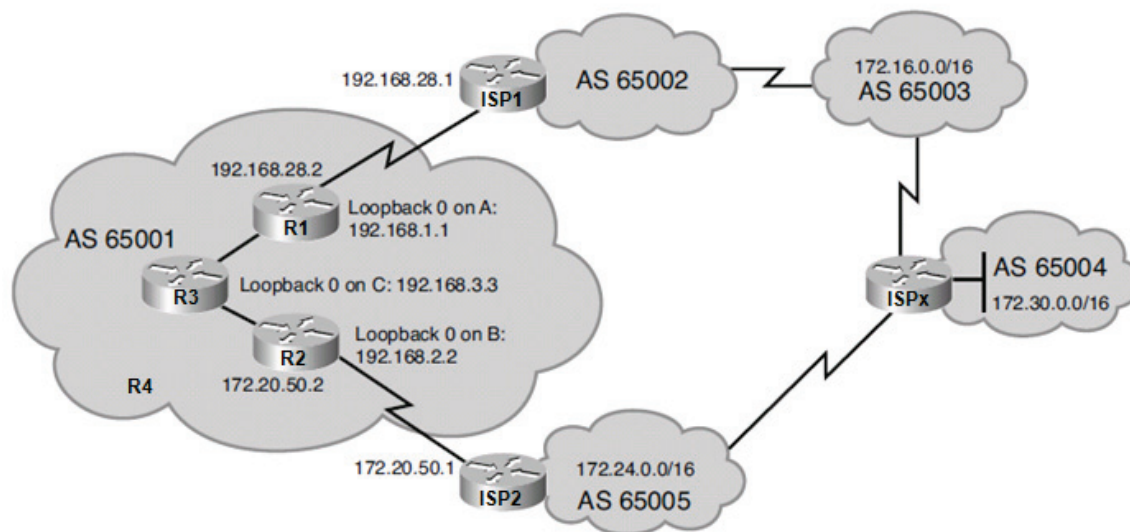 192.168.28.1
ISP1
AS 65002
172.16.0.0/16
AS 65003
192.168.28.2
R1
Loopback 0 on A:
192.168.1.1
AS 65001
R3
Loopback 0 on C: 192.168.3.3
R2
Loopback 0 on B:
192.168.2.2
R4
172.20.50.2
ISPx
AS 65004
172.30.0.0/16
172.20.50.1
ISP2
172.24.0.0/16
AS 65005